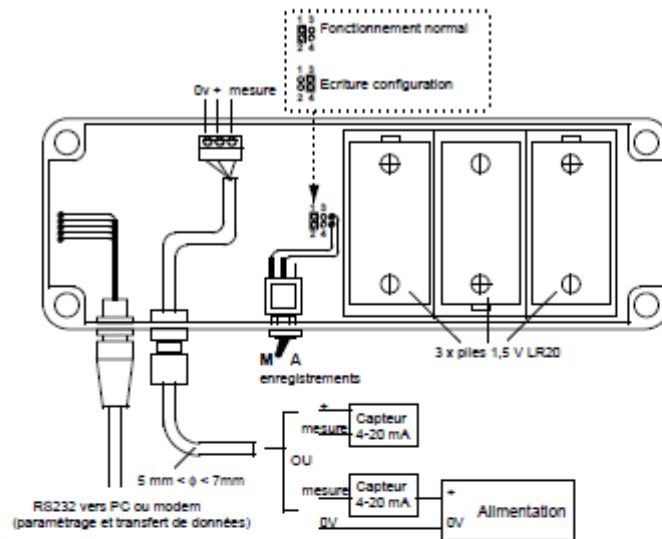 1 3
2 4
Fonctionnement normal
1 3
2 4
Ecriture configuration
0v + mesure
1 3
2 4
M A
enregistrements
3 x piles 1,5 V LR20
5 mm < ϕ < 7mm
OU
+
mesure
Capteur
4-20 mA
mesure
Capteur
4-20 mA
0V
+
0V
Alimentation
RS232 vers PC ou modem
(paramétrage et transfert de données)